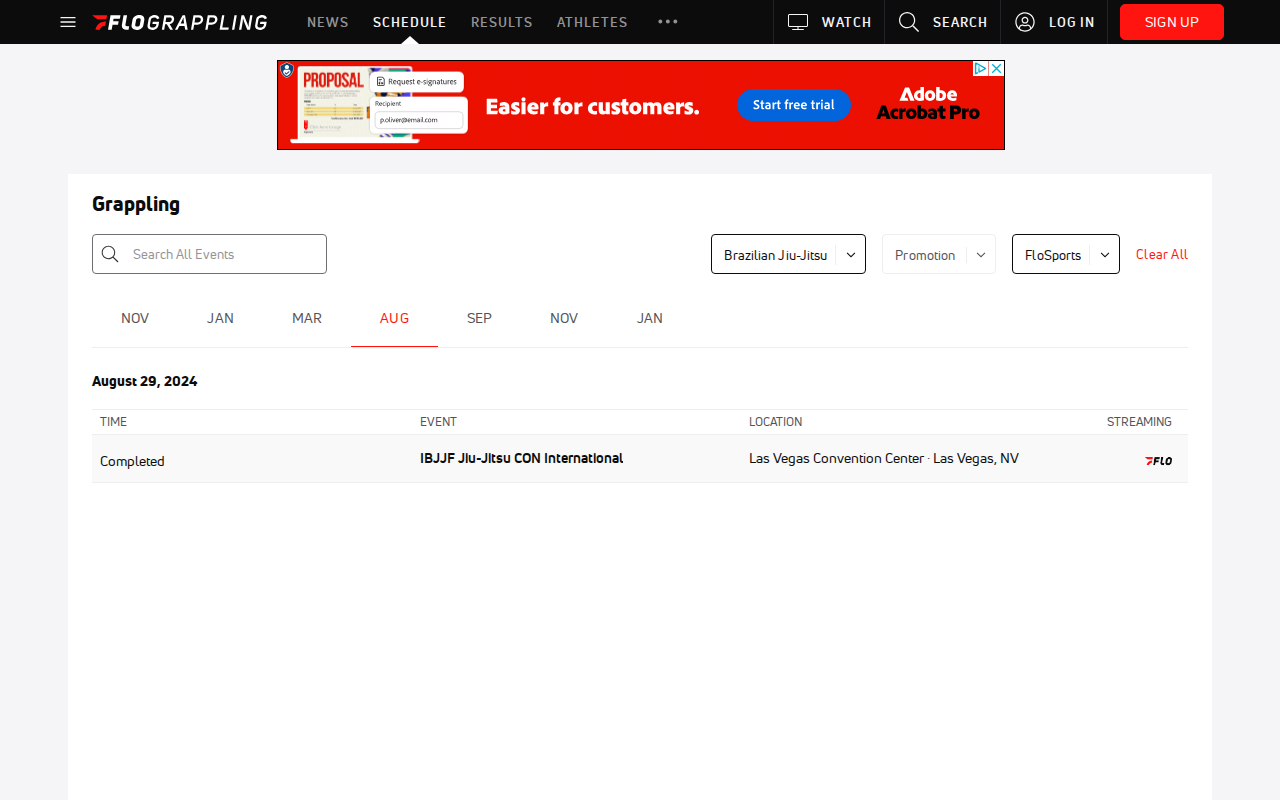 FLOGRAPPLING NEWS SCHEDULE RESULTS ATHLETES ••• WATCH SEARCH LOG IN SIGN UP
PROPOSAL
Request e-signatures
Recipient
p.oliver@email.com
Easier for customers.
Start free trial
Adobe
Acrobat Pro
Grappling
Search All Events Brazilian Jiu-Jitsu Promotion FloSports Clear All
NOV JAN MAR AUG SEP NOV JAN
August 29, 2024
TIME EVENT LOCATION STREAMING
Completed IBJJF Jiu-Jitsu CON International Las Vegas Convention Center · Las Vegas, NV FLO